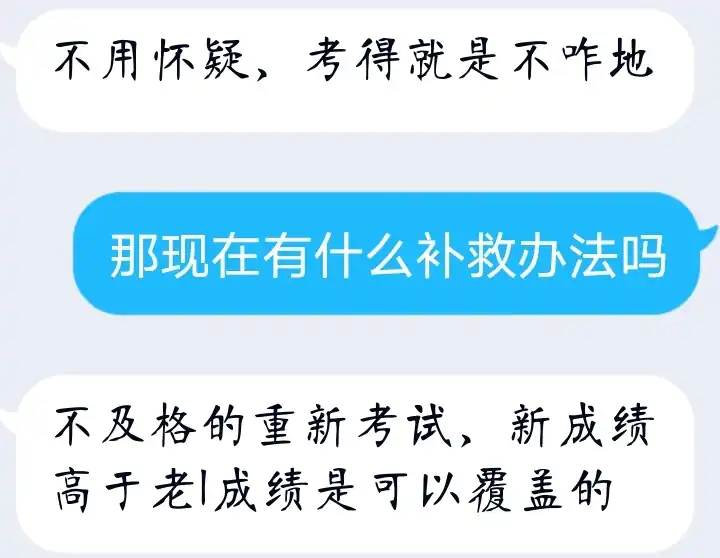 不用怀疑，考得就是不咋地
那现在有什么补救办法吗
不及格的重新考试，新成绩
高于老l成绩是可以覆盖的